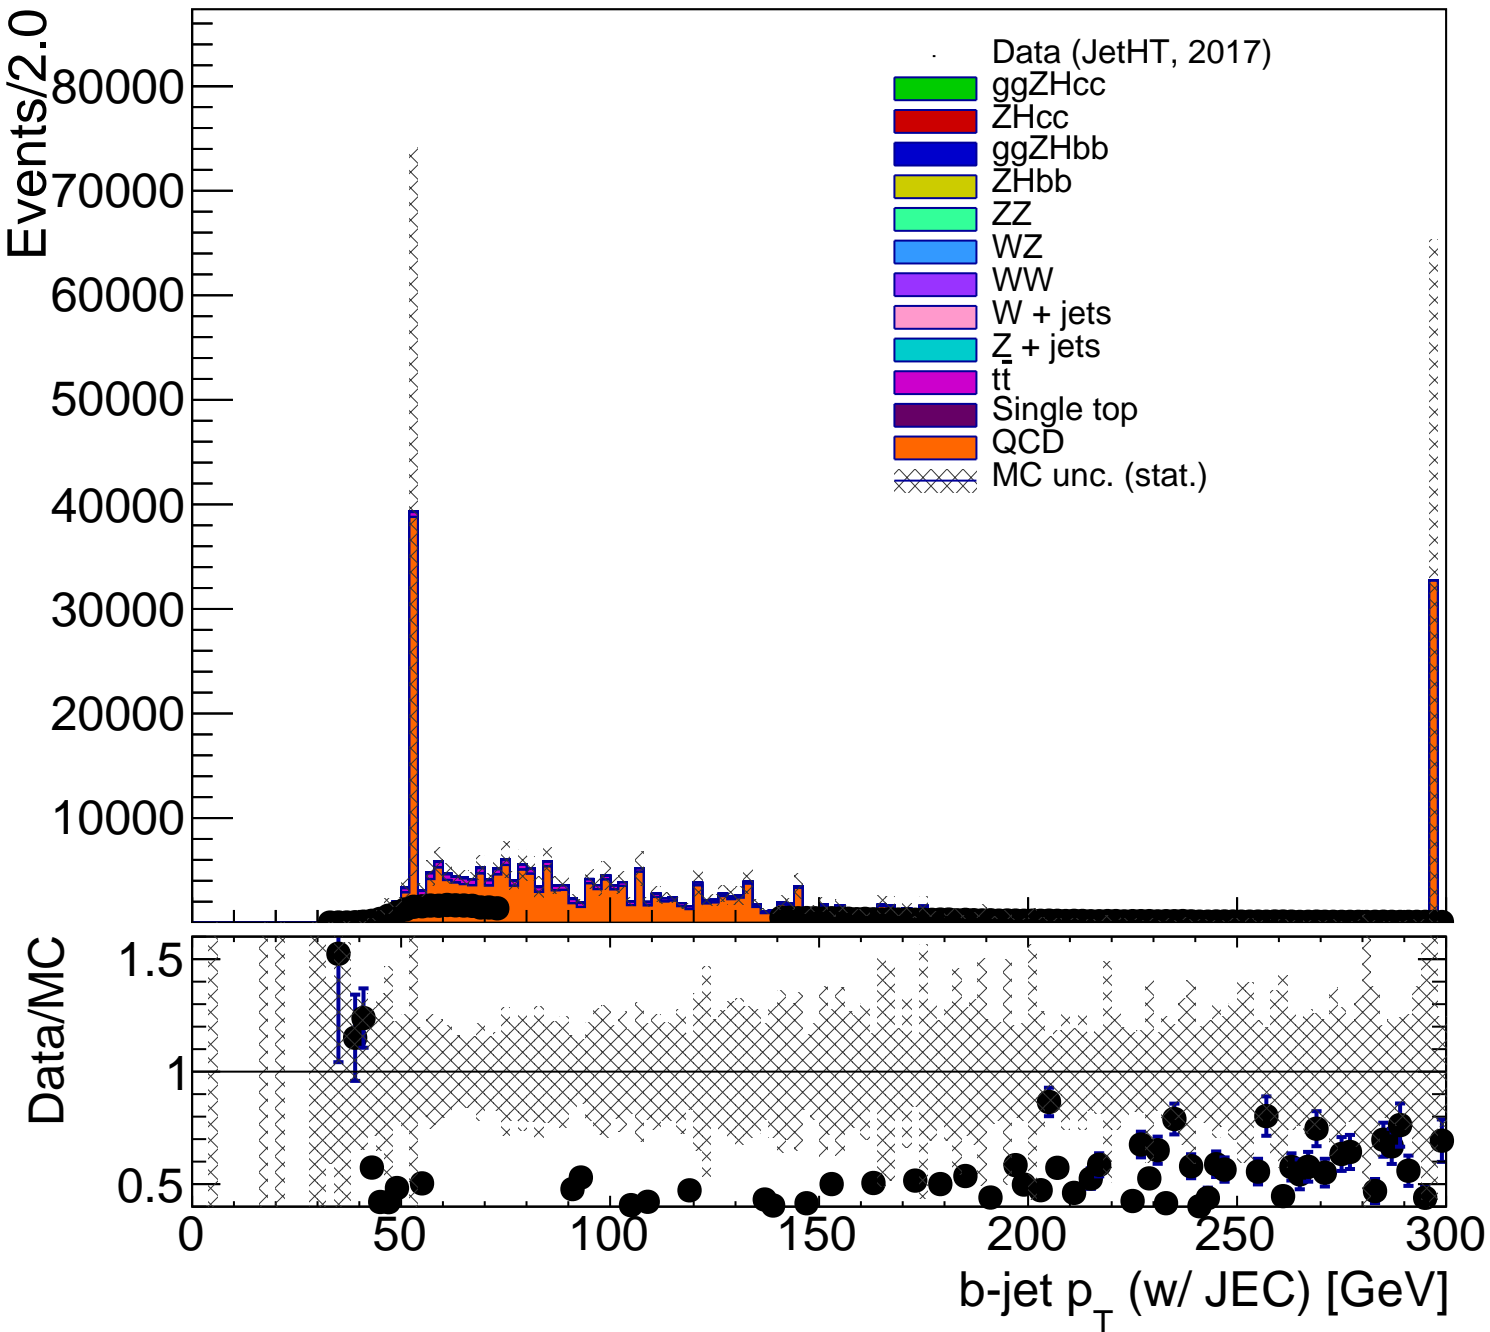 Events/2.0
80000
70000
60000
50000
40000
30000
20000
10000
Data (JetHT, 2017)
ggZHcc
ZHcc
ggZHbb
ZHbb
ZZ
WZ
WW
W + jets
Z + jets
tt̄
Single top
QCD
MC unc. (stat.)
Data/MC
1.5
1
0.5
0 50 100 150 200 250 300
b-jet p_T (w/ JEC) [GeV]